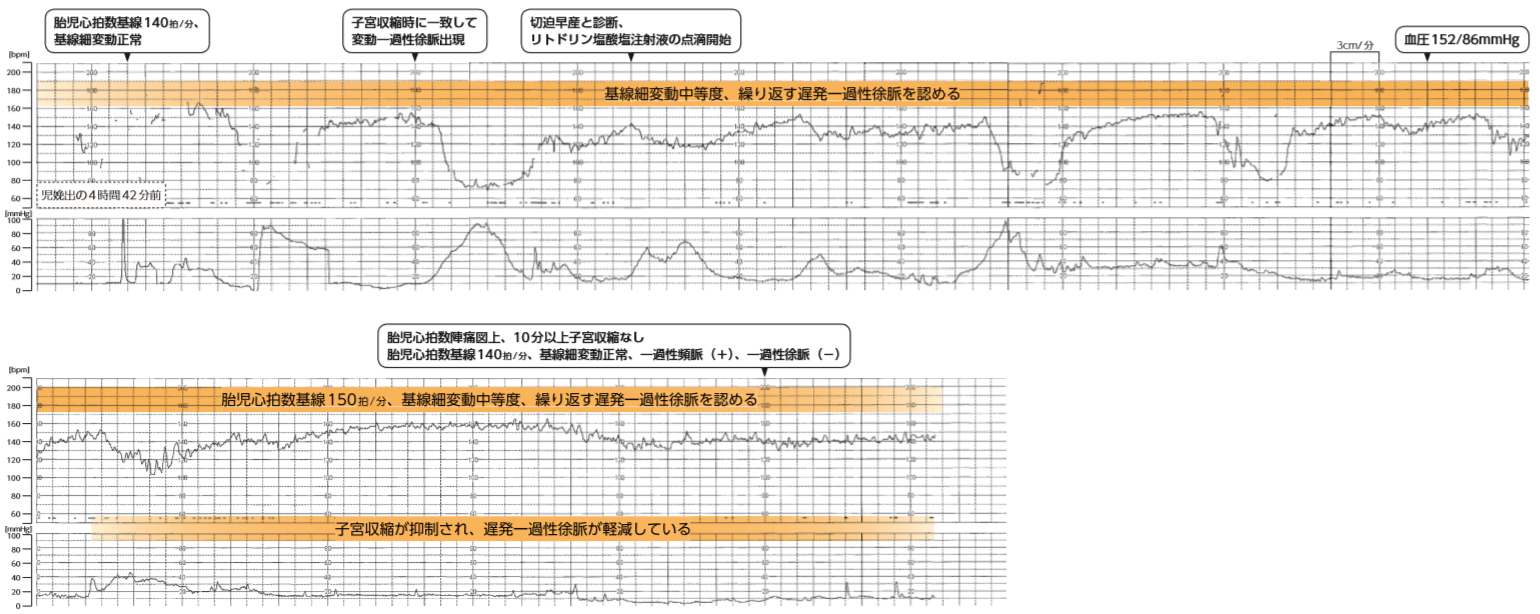 胎児心拍数基線140拍/分、
基線細変動正常
子宮収縮時に一致して
変動一過性徐脈出現
切迫早産と診断、
リトドリン塩酸塩注射液の点滴開始
3cm/分
血圧152/86mmHg
[bpm]
200
180
160
140
120
100
80
60
基線細変動中等度、繰り返す遅発一過性徐脈を認める
児娩出の4時間42分前
[mmHg]
100
80
60
40
20
0
胎児心拍数陣痛図上、10分以上子宮収縮なし
胎児心拍数基線140拍/分、基線細変動正常、一過性頻脈（+）、一過性徐脈（−）
[bpm]
200
180
160
140
120
100
80
60
胎児心拍数基線150拍/分、基線細変動中等度、繰り返す遅発一過性徐脈を認める
[mmHg]
100
80
60
40
20
0
子宮収縮が抑制され、遅発一過性徐脈が軽減している